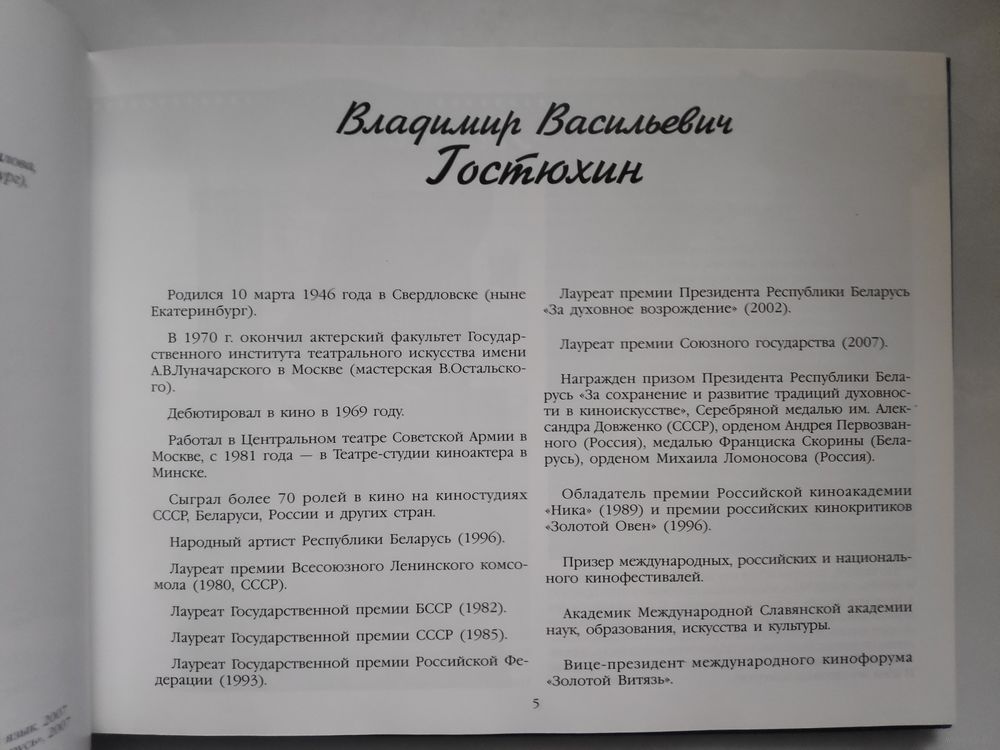 Владимир Васильевич
Гостюхин
Родился 10 марта 1946 года в Свердловске (ныне
Екатеринбург).
В 1970 г. окончил актерский факультет Государ-
ственного института театрального искусства имени
А.В.Луначарского в Москве (мастерская В.Остальско-
го).
Дебютировал в кино в 1969 году.
Работал в Центральном театре Советской Армии в
Москве, с 1981 года — в Театре-студии киноактера в
Минске.
Сыграл более 70 ролей в кино на киностудиях
СССР, Беларуси, России и других стран.
Народный артист Республики Беларусь (1996).
Лауреат премии Всесоюзного Ленинского комсо-
мола (1980, СССР).
Лауреат Государственной премии БССР (1982).
Лауреат Государственной премии СССР (1985).
Лауреат Государственной премии Российской Фе-
дерации (1993).
Лауреат премии Президента Республики Беларусь
«За духовное возрождение» (2002).
Лауреат премии Союзного государства (2007).
Награжден призом Президента Республики Бела-
русь «За сохранение и развитие традиций духовнос-
ти в киноискусстве», Серебряной медалью им. Алек-
сандра Довженко (СССР), орденом Андрея Первозван-
ного (Россия), медалью Франциска Скорины (Бела-
русь), орденом Михаила Ломоносова (Россия).
Обладатель премии Российской киноакадемии
«Ника» (1989) и премии российских кинокритиков
«Золотой Овен» (1996).
Призер международных, российских и националь-
ного кинофестивалей.
Академик Международной Славянской академии
наук, образования, искусства и культуры.
Вице-президент международного кинофорума
«Золотой Витязь».
5
язык, 2007
2007